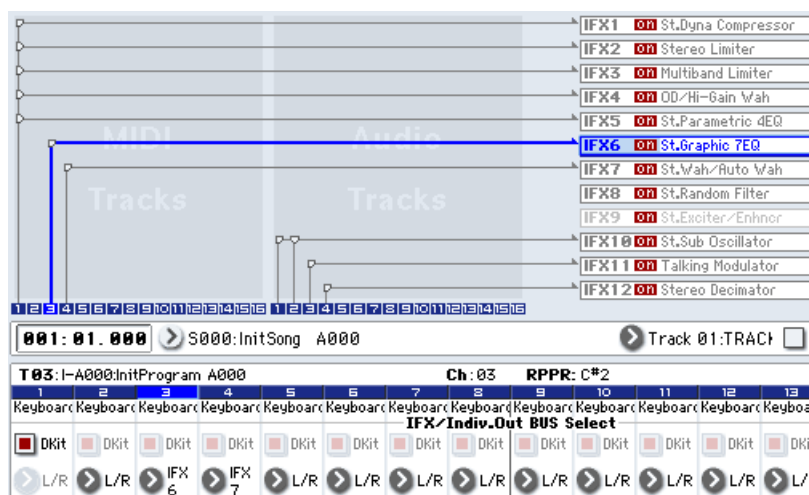 IFX1 on St.Dyna Compressor
IFX2 on Stereo Limiter
IFX3 on Multiband Limiter
IFX4 on OD/Hi-Gain Wah
IFX5 on St.Parametric 4EQ
IFX6 on St.Graphic 7EQ
IFX7 on St.Wah/Auto Wah
IFX8 on St.Random Filter
IFX9 on St.Exciter/Enhncr
IFX10 on St.Sub Oscillator
IFX11 on Talking Modulator
IFX12 on Stereo Decimator
MIDI Tracks
Audio Tracks
1 2 3 4 5 6 7 8 9 10 11 12 13 14 15 16 1 2 3 4 5 6 7 8 9 10 11 12 13 14 15 16
001:01.000 S000:InitSong A000 Track 01:TRACK
T03:I-A000:InitProgram A000 Ch:03 RPPR: C#2
1 2 3 4 5 6 7 8 9 10 11 12 13
Keyboard Keyboard Keyboard Keyboard Keyboard Keyboard Keyboard Keyboard Keyboard Keyboard Keyboard Keyboard Keyboa
IFX/Indiv.Out BUS Select
DKit DKit DKit DKit DKit DKit DKit DKit DKit DKit DKit DKit DKi
L/R L/R IFX 6 IFX 7 L/R L/R L/R L/R L/R L/R L/R L/R L/